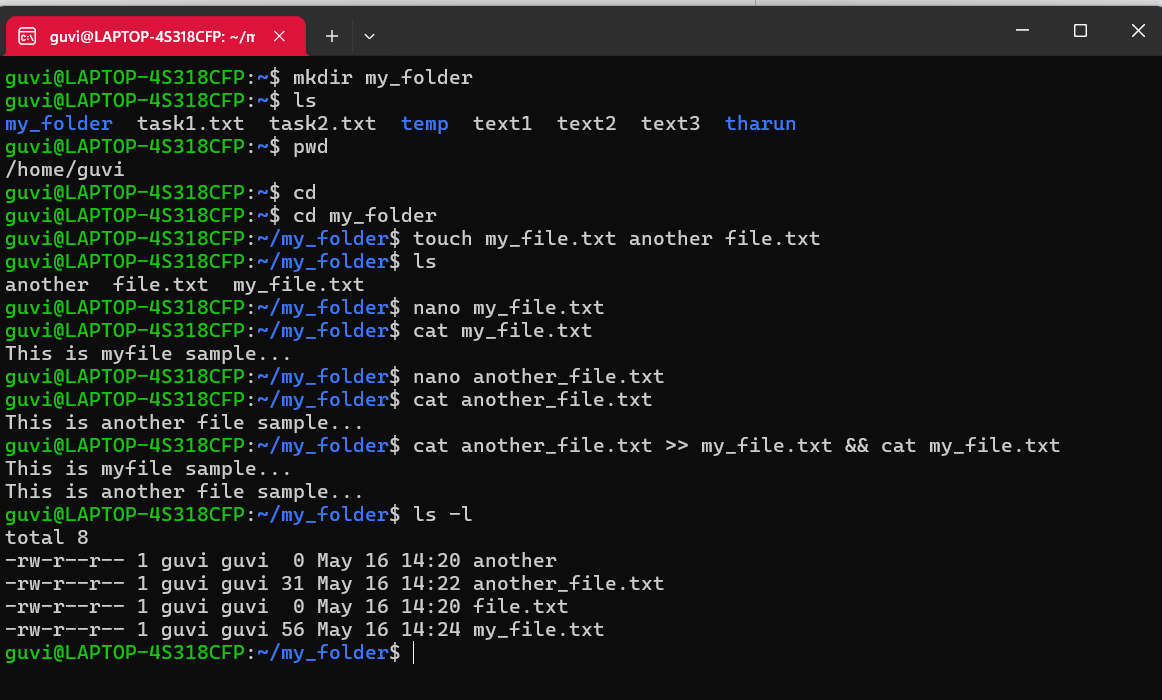 guvi@LAPTOP-4S318CFP: ~/m
guvi@LAPTOP-4S318CFP:~$ mkdir my_folder
guvi@LAPTOP-4S318CFP:~$ ls
my_folder  task1.txt  task2.txt  temp  text1  text2  text3  tharun
guvi@LAPTOP-4S318CFP:~$ pwd
/home/guvi
guvi@LAPTOP-4S318CFP:~$ cd
guvi@LAPTOP-4S318CFP:~$ cd my_folder
guvi@LAPTOP-4S318CFP:~/my_folder$ touch my_file.txt another file.txt
guvi@LAPTOP-4S318CFP:~/my_folder$ ls
another  file.txt  my_file.txt
guvi@LAPTOP-4S318CFP:~/my_folder$ nano my_file.txt
guvi@LAPTOP-4S318CFP:~/my_folder$ cat my_file.txt
This is myfile sample...
guvi@LAPTOP-4S318CFP:~/my_folder$ nano another_file.txt
guvi@LAPTOP-4S318CFP:~/my_folder$ cat another_file.txt
This is another file sample...
guvi@LAPTOP-4S318CFP:~/my_folder$ cat another_file.txt >> my_file.txt && cat my_file.txt
This is myfile sample...
This is another file sample...
guvi@LAPTOP-4S318CFP:~/my_folder$ ls -l
total 8
-rw-r--r-- 1 guvi guvi  0 May 16 14:20 another
-rw-r--r-- 1 guvi guvi 31 May 16 14:22 another_file.txt
-rw-r--r-- 1 guvi guvi  0 May 16 14:20 file.txt
-rw-r--r-- 1 guvi guvi 56 May 16 14:24 my_file.txt
guvi@LAPTOP-4S318CFP:~/my_folder$